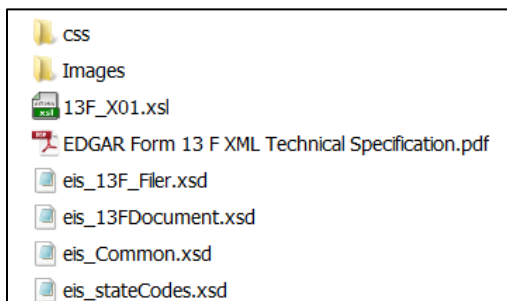 css
Images
13F_X01.xsl
EDGAR Form 13 F XML Technical Specification.pdf
eis_13F_Filer.xsd
eis_13FDocument.xsd
eis_Common.xsd
eis_stateCodes.xsd